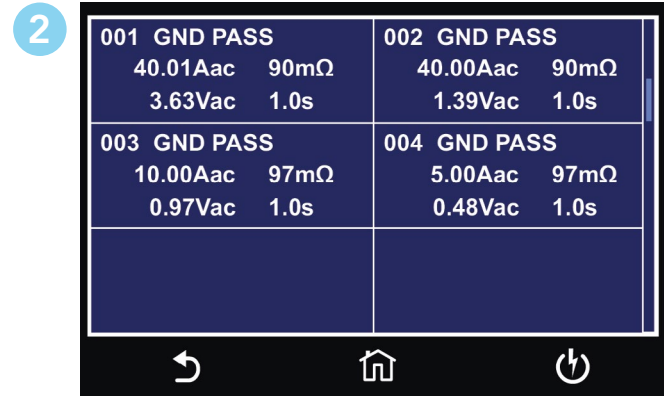 2
001 GND PASS
40.01Aac 90mΩ
3.63Vac 1.0s
002 GND PASS
40.00Aac 90mΩ
1.39Vac 1.0s
003 GND PASS
10.00Aac 97mΩ
0.97Vac 1.0s
004 GND PASS
5.00Aac 97mΩ
0.48Vac 1.0s